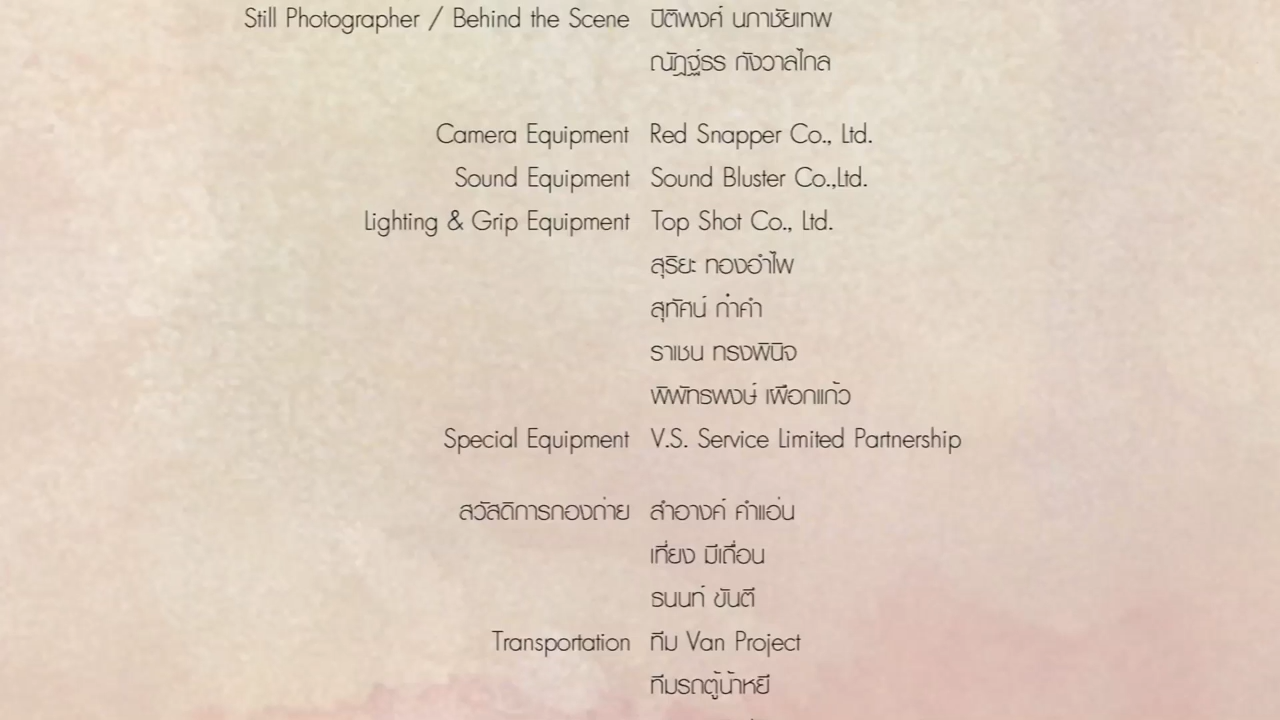 Still Photographer / Behind the Scene ปิติพงศ์ นภาชัยเทพ
ณัฏฐ์ธร กังวาลไกล
Camera Equipment Red Snapper Co., Ltd.
Sound Equipment Sound Bluster Co.,Ltd.
Lighting & Grip Equipment Top Shot Co., Ltd.
สุริยะ ทองอำไพ
สุทัศน์ ก๋าคำ
ราเชน ทรงพินิจ
พิพัทธพงษ์ เผือกแก้ว
Special Equipment V.S. Service Limited Partnership
สวัสดิการกองถ่าย สำอางค์ คำแอ่น
เที่ยง มีเถื่อน
ธนนท์ ขันตี
Transportation ทีม Van Project
ทีมรถตู้น้าหยี